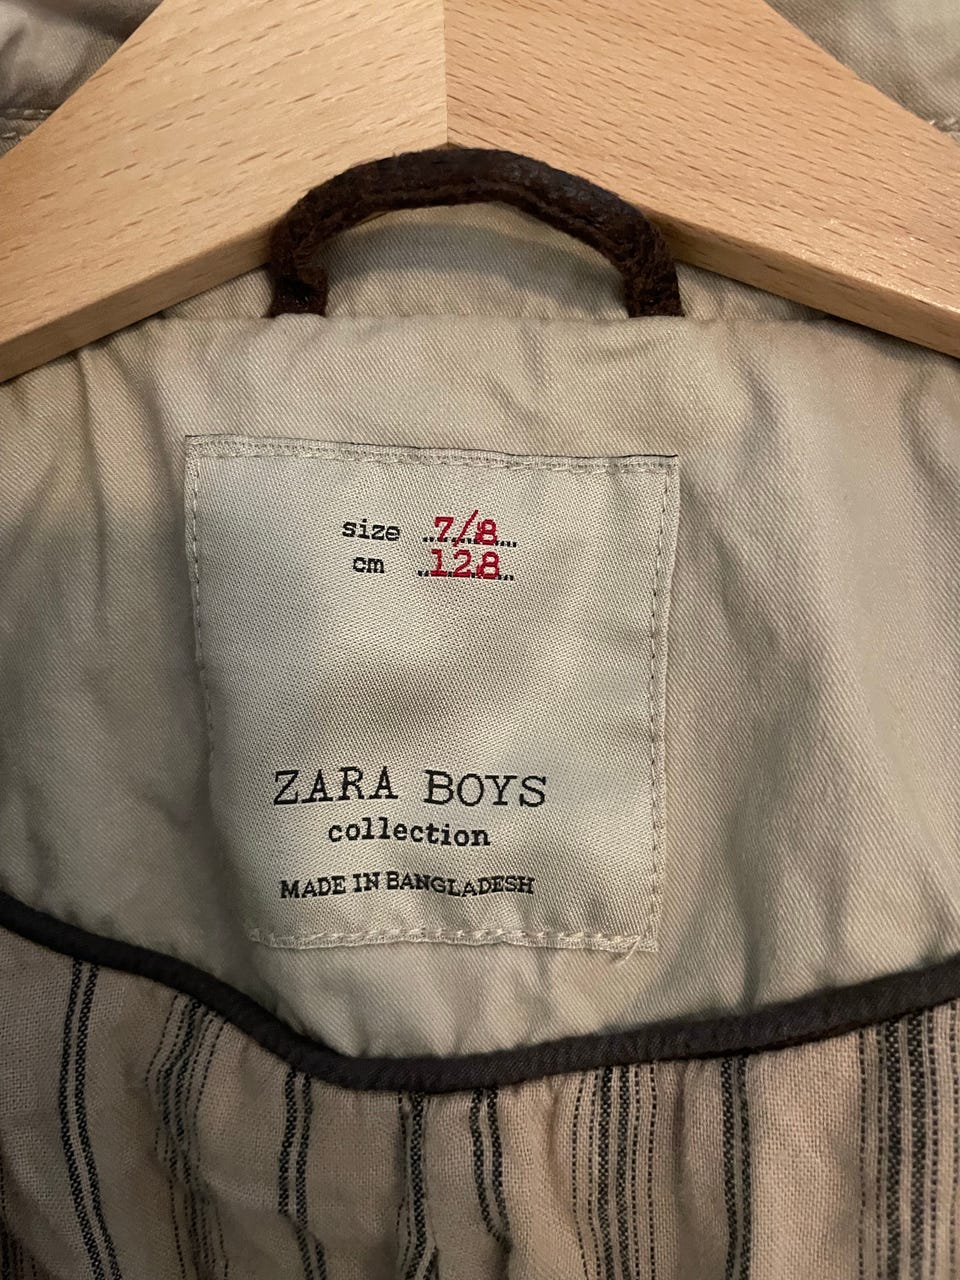 size 7/8
cm 128
ZARA BOYS
collection
MADE IN BANGLADESH